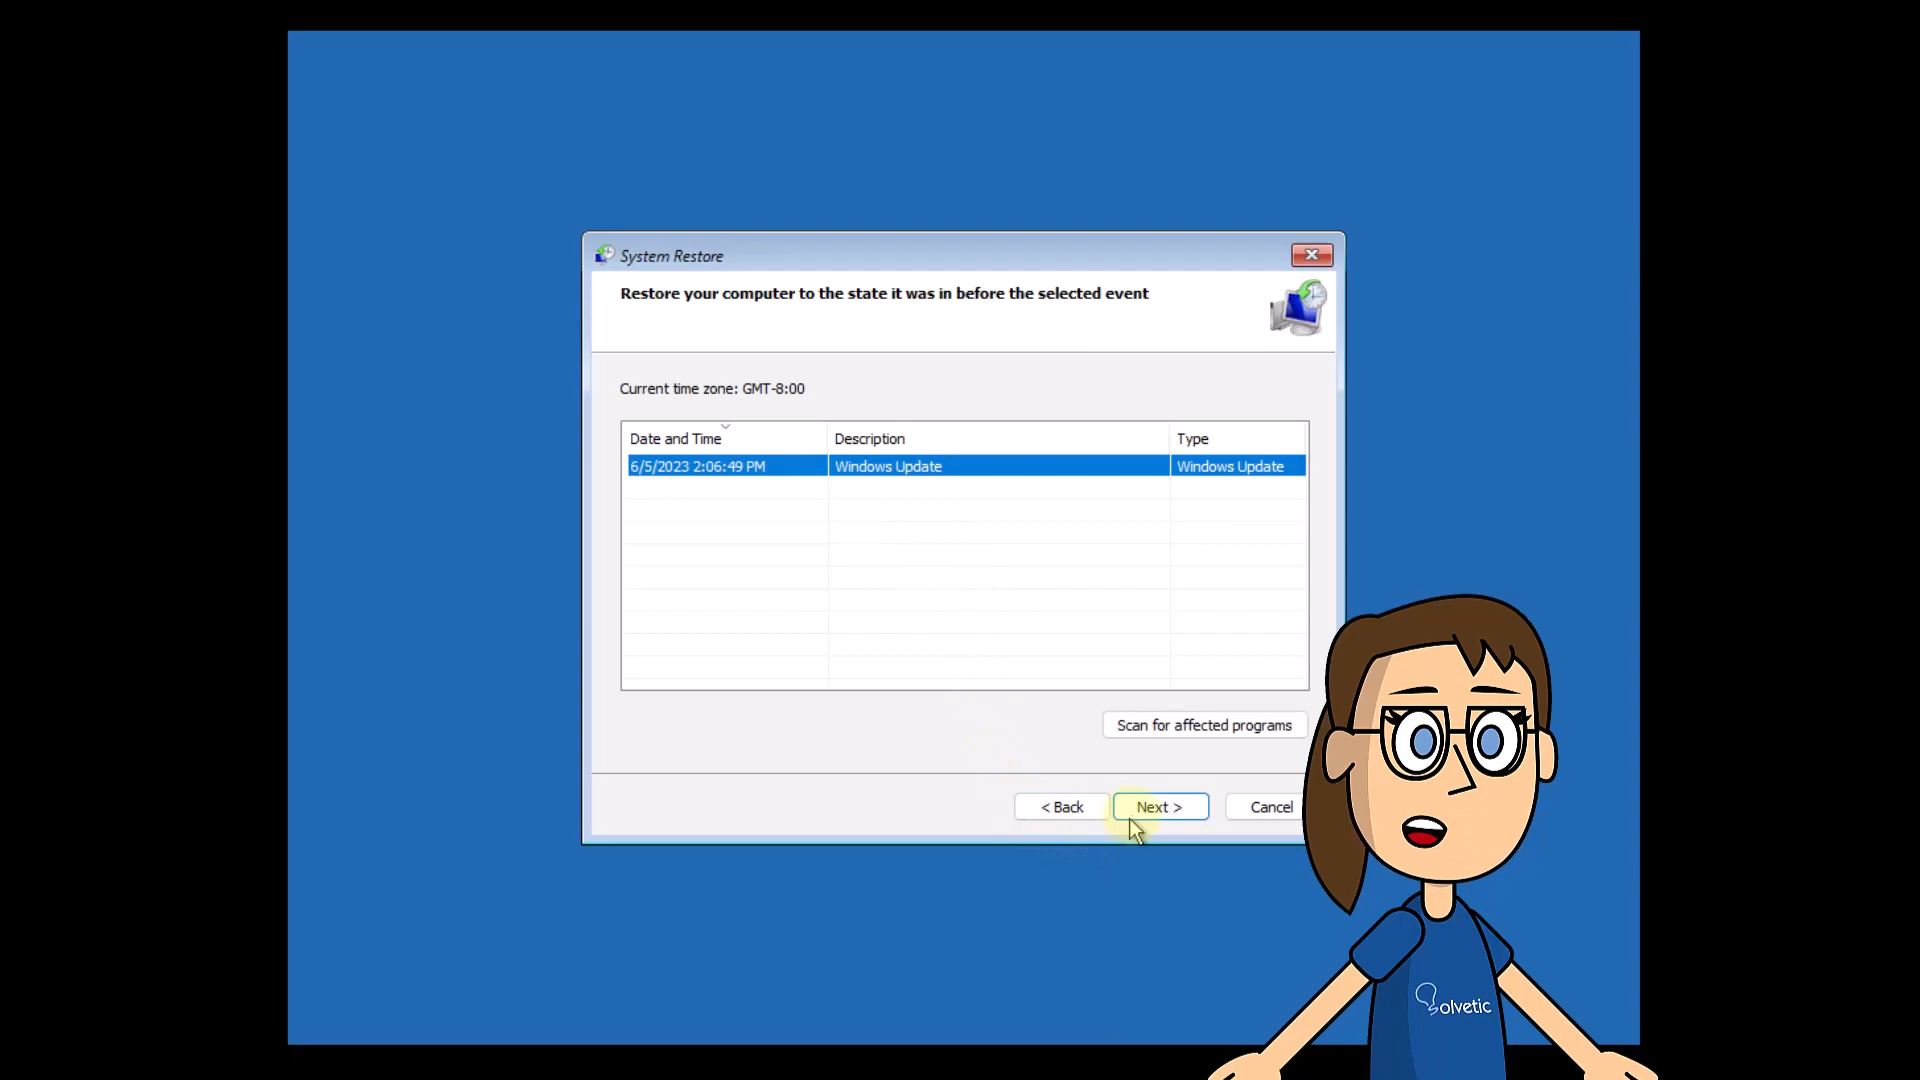 System Restore
Restore your computer to the state it was in before the selected event
Current time zone: GMT-8:00
Date and Time Description Type
6/5/2023 2:06:49 PM Windows Update Windows Update
Scan for affected programs
< Back Next > Cancel
Solvetic